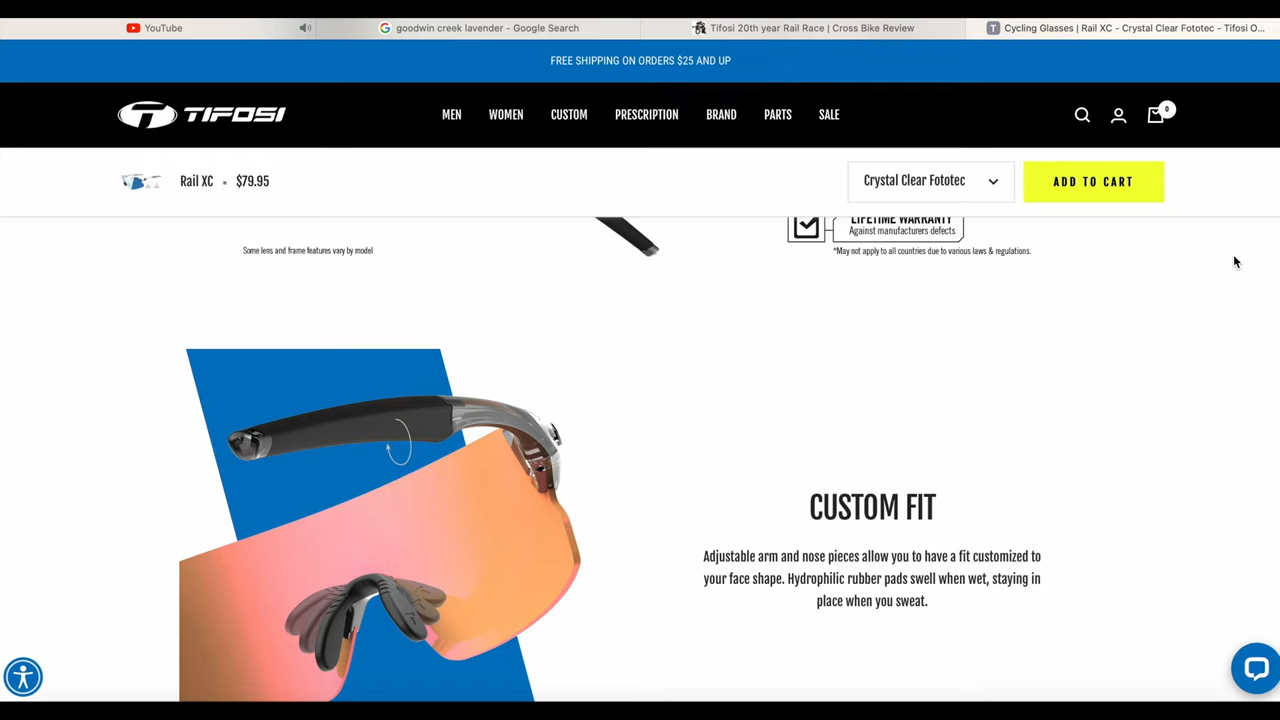 YouTube
goodwin creek lavender - Google Search
Tifosi 20th year Rail Race | Cross Bike Review
Cycling Glasses | Rail XC - Crystal Clear Fototec - Tifosi O...
FREE SHIPPING ON ORDERS $25 AND UP
TIFOSI
MEN
WOMEN
CUSTOM
PRESCRIPTION
BRAND
PARTS
SALE
0
Rail XC • $79.95
Crystal Clear Fototec
ADD TO CART
LIFETIME WARRANTY
Against manufacturers defects
Some lens and frame features vary by model
*May not apply to all countries due to various laws & regulations.
CUSTOM FIT
Adjustable arm and nose pieces allow you to have a fit customized to
your face shape. Hydrophilic rubber pads swell when wet, staying in
place when you sweat.